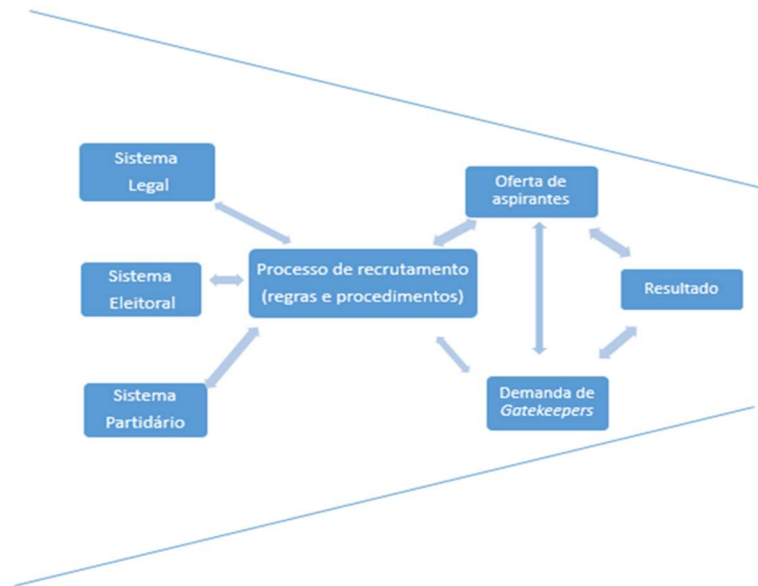 Sistema
Legal
Sistema
Eleitoral
Sistema
Partidário
Processo de recrutamento
(regras e procedimentos)
Oferta de
aspirantes
Demanda de
Gatekeepers
Resultado